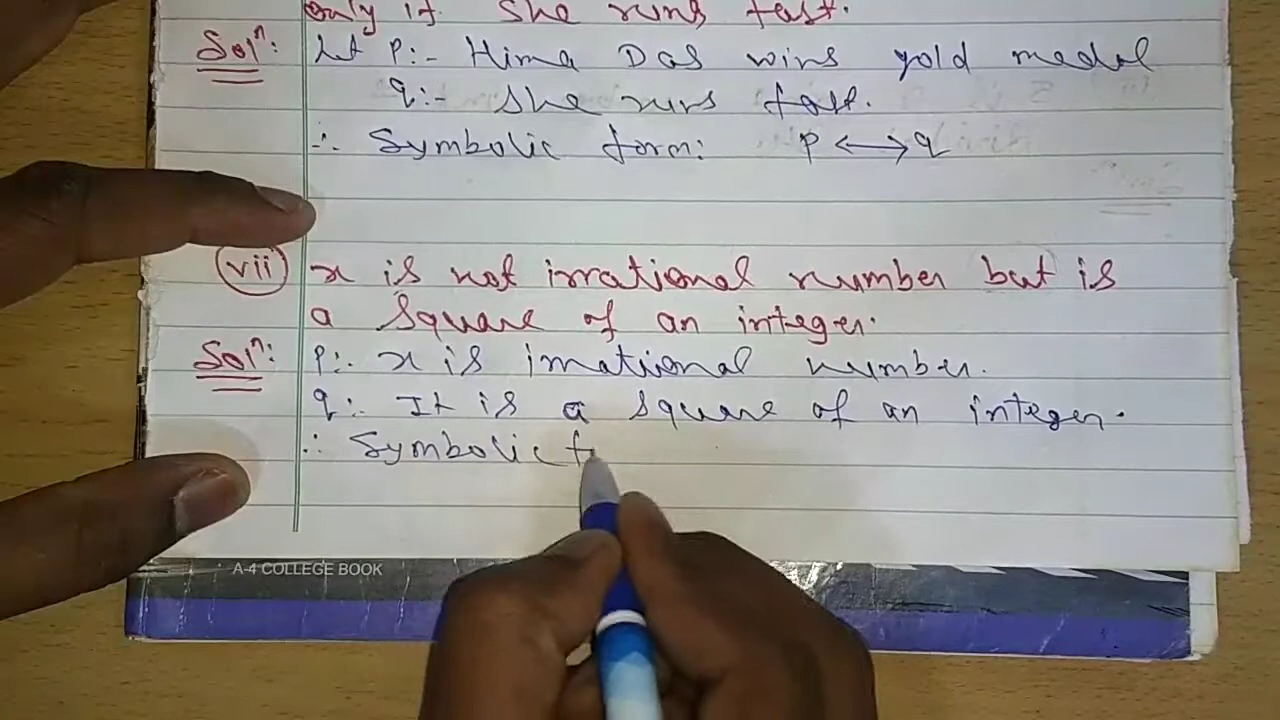 only if she runs fast.
Solⁿ: Let P:- Hima Das wins gold medal
q:- She runs fast.
∴ Symbolic form: P ⟷ q
(vii) x is not irrational number but is
a square of an integer.
Solⁿ: P:- x is irrational number.
q:- It is a square of an integer.
∴ Symbolic f
A-4 COLLEGE BOOK